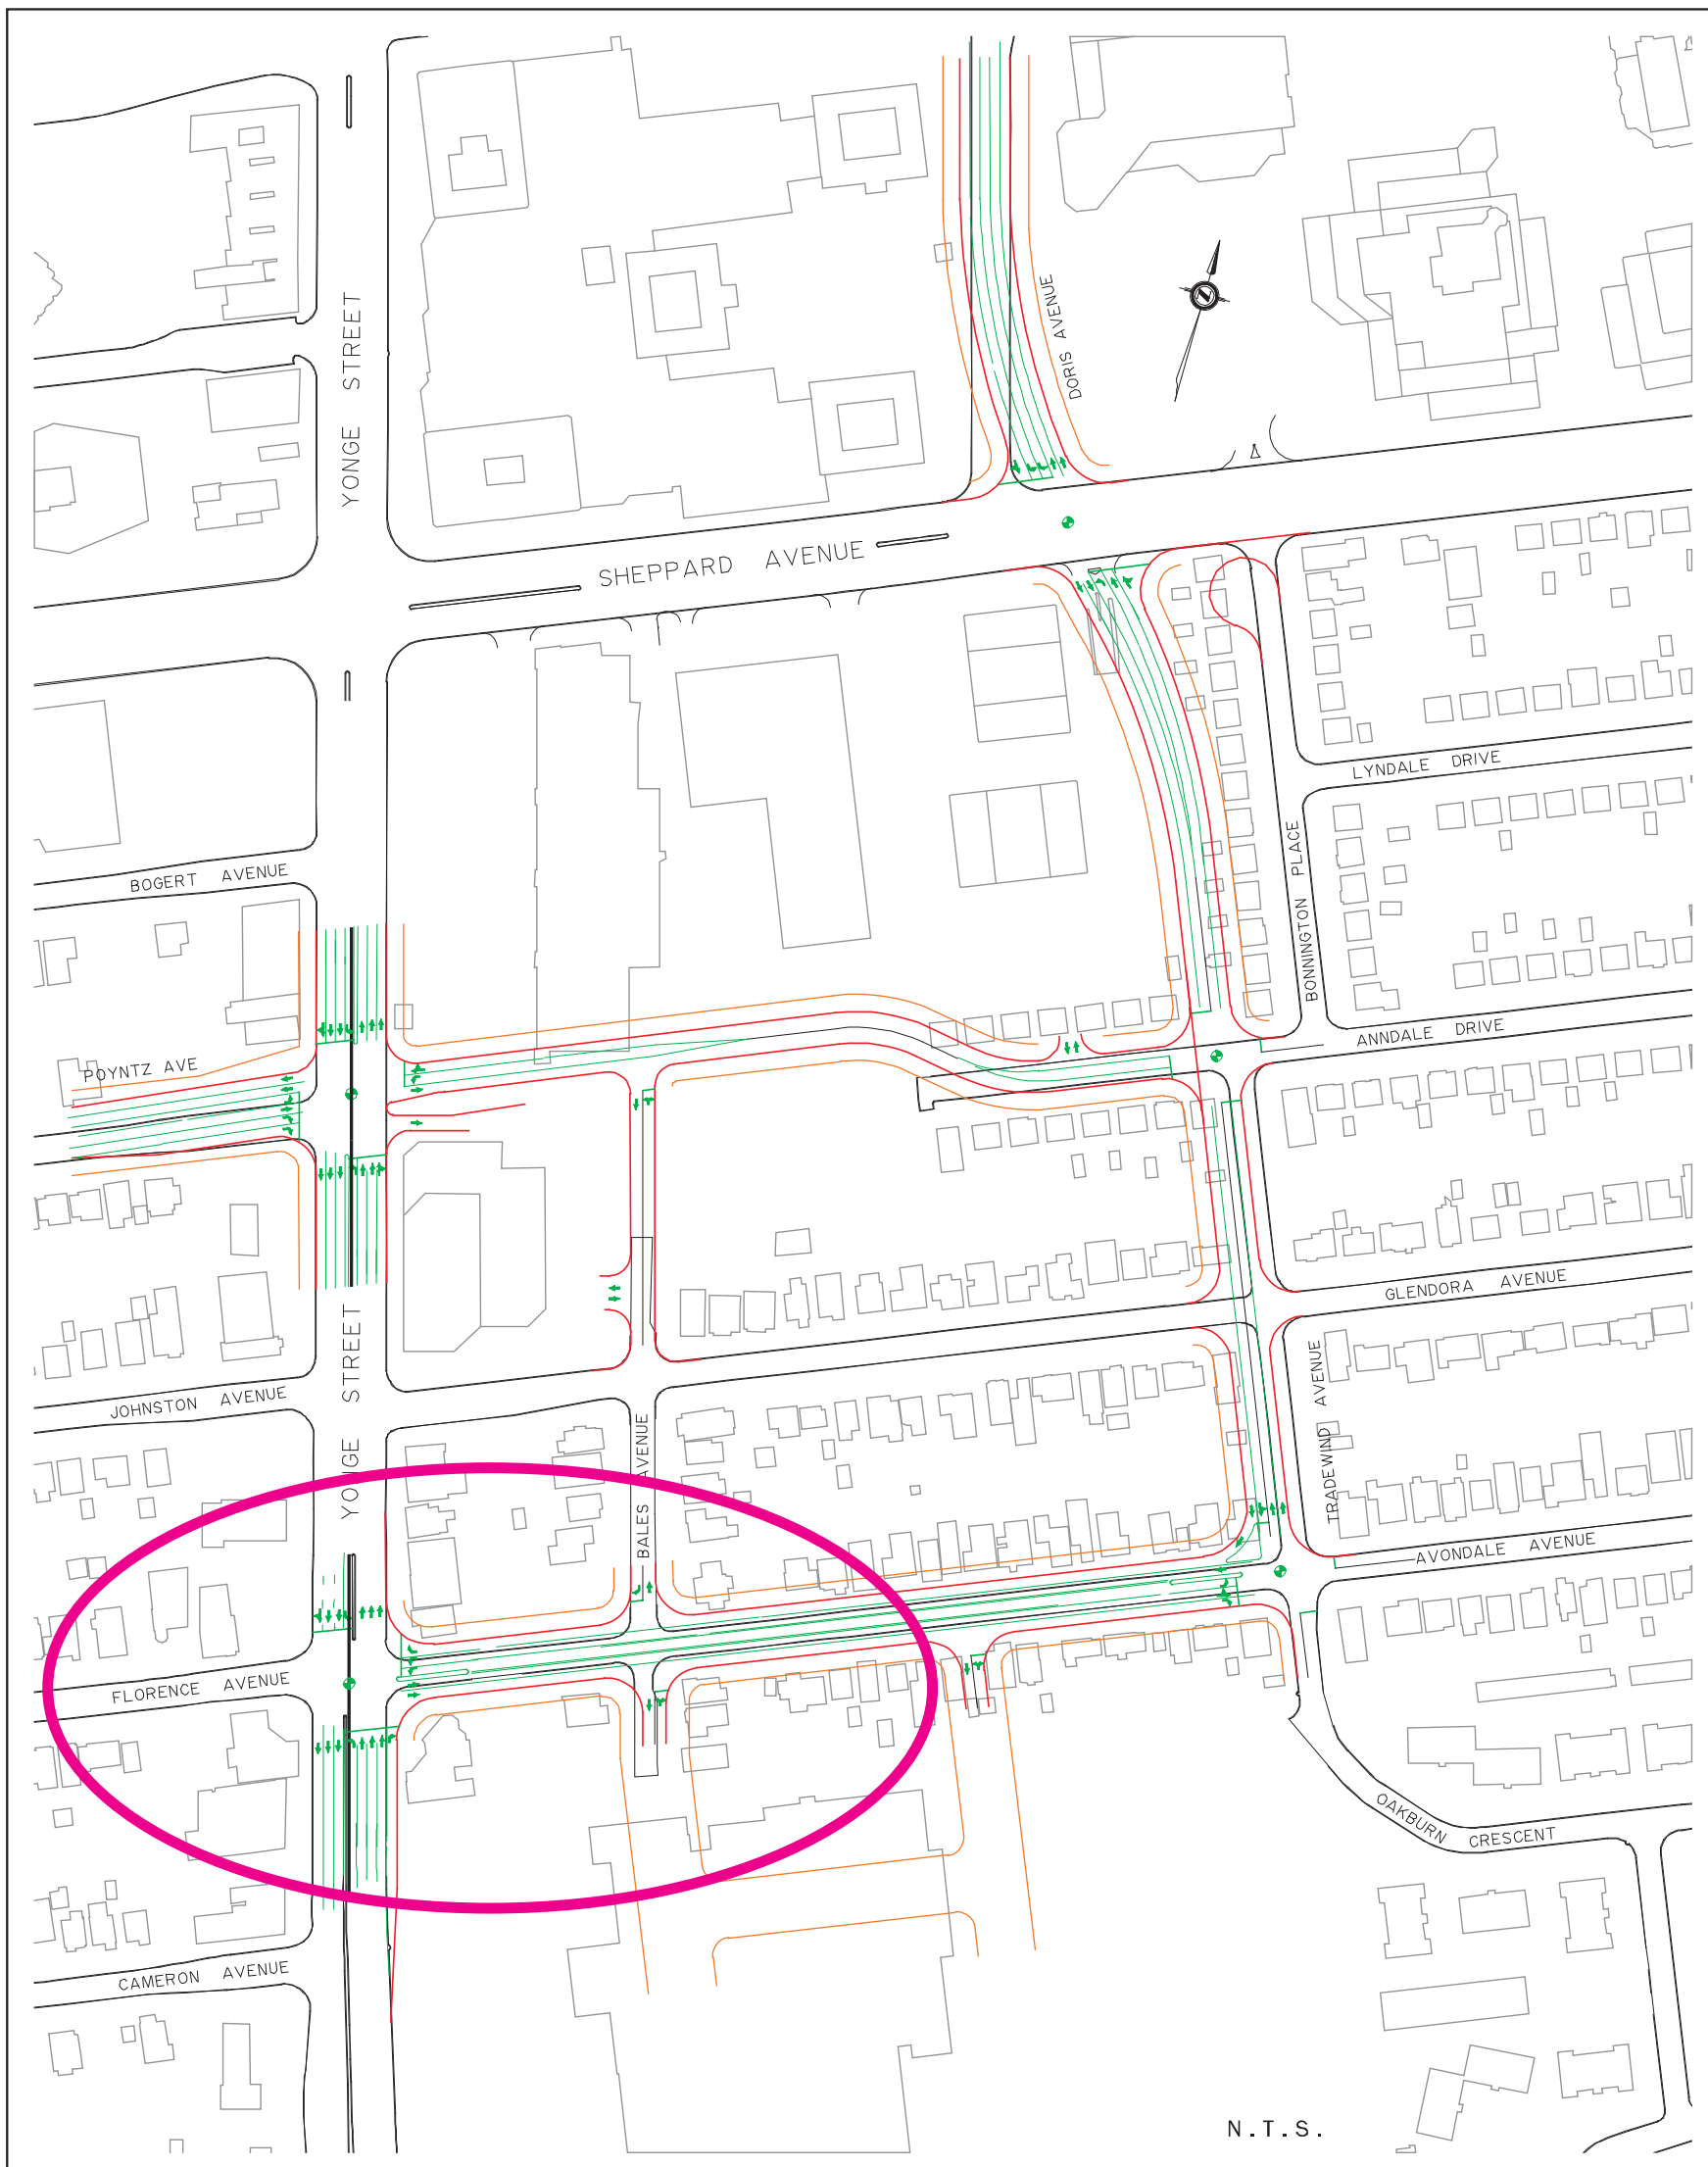 YONGE STREET
DORIS AVENUE
SHEPPARD AVENUE
LYNDALE DRIVE
BOGERT AVENUE
BONNINGTON PLACE
ANNDALE DRIVE
POYNTZ AVE
GLENDORA AVENUE
YONGE STREET
JOHNSTON AVENUE
BALES AVENUE
TRADEWIND AVENUE
AVONDALE AVENUE
FLORENCE AVENUE
OAKBURN CRESCENT
CAMERON AVENUE
N.T.S.